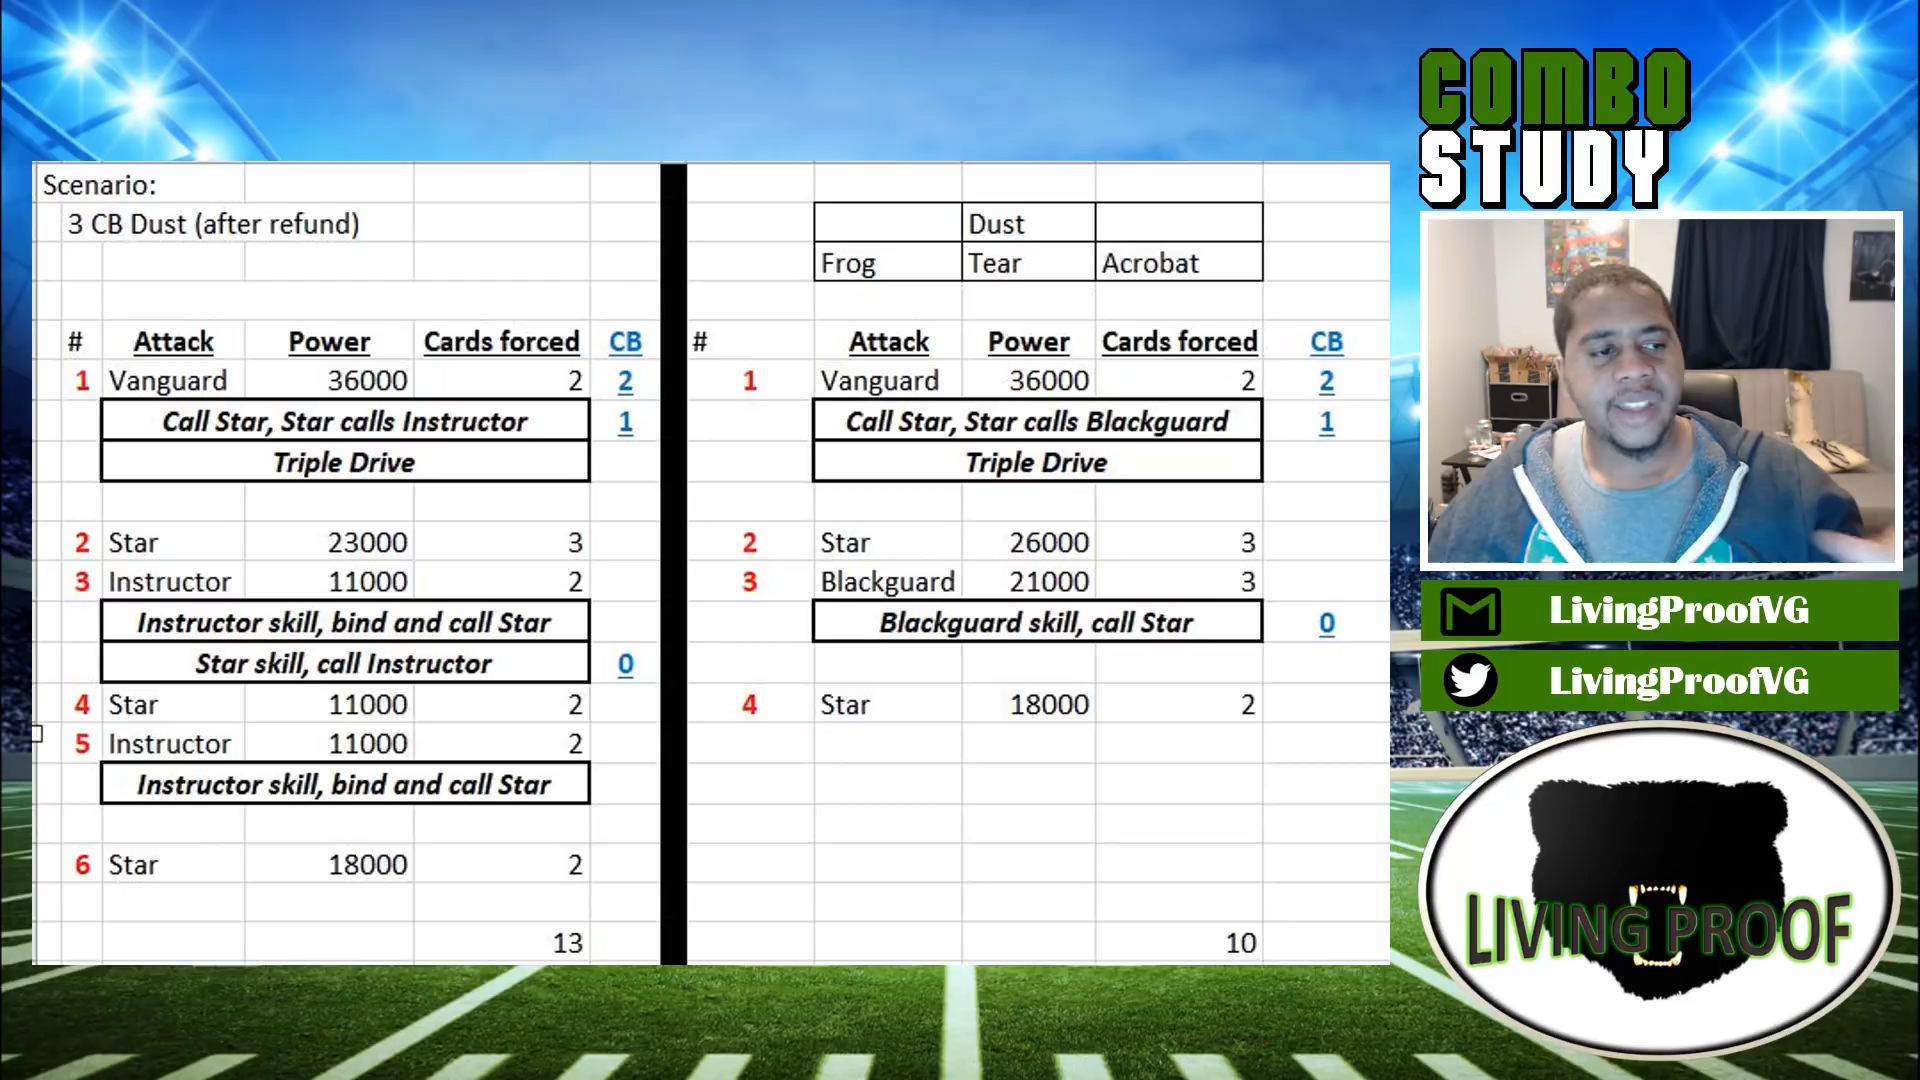 COMBO
STUDY
Scenario:
3 CB Dust (after refund)
# Attack Power Cards forced CB
1 Vanguard 36000 2 2
Call Star, Star calls Instructor 1
Triple Drive
2 Star 23000 3
3 Instructor 11000 2
Instructor skill, bind and call Star
Star skill, call Instructor 0
4 Star 11000 2
5 Instructor 11000 2
Instructor skill, bind and call Star
6 Star 18000 2
13
Dust
Frog Tear Acrobat
# Attack Power Cards forced CB
1 Vanguard 36000 2 2
Call Star, Star calls Blackguard 1
Triple Drive
2 Star 26000 3
3 Blackguard 21000 3
Blackguard skill, call Star 0
4 Star 18000 2
10
LivingProofVG
LivingProofVG
LIVING PROOF